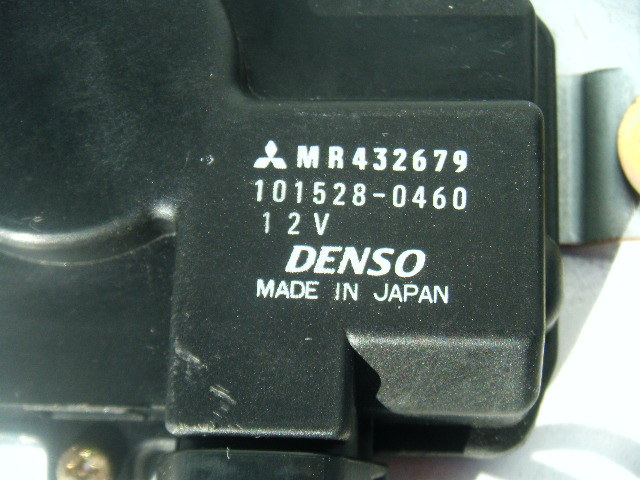 MR432679
101528-0460
12V
DENSO
MADE IN JAPAN